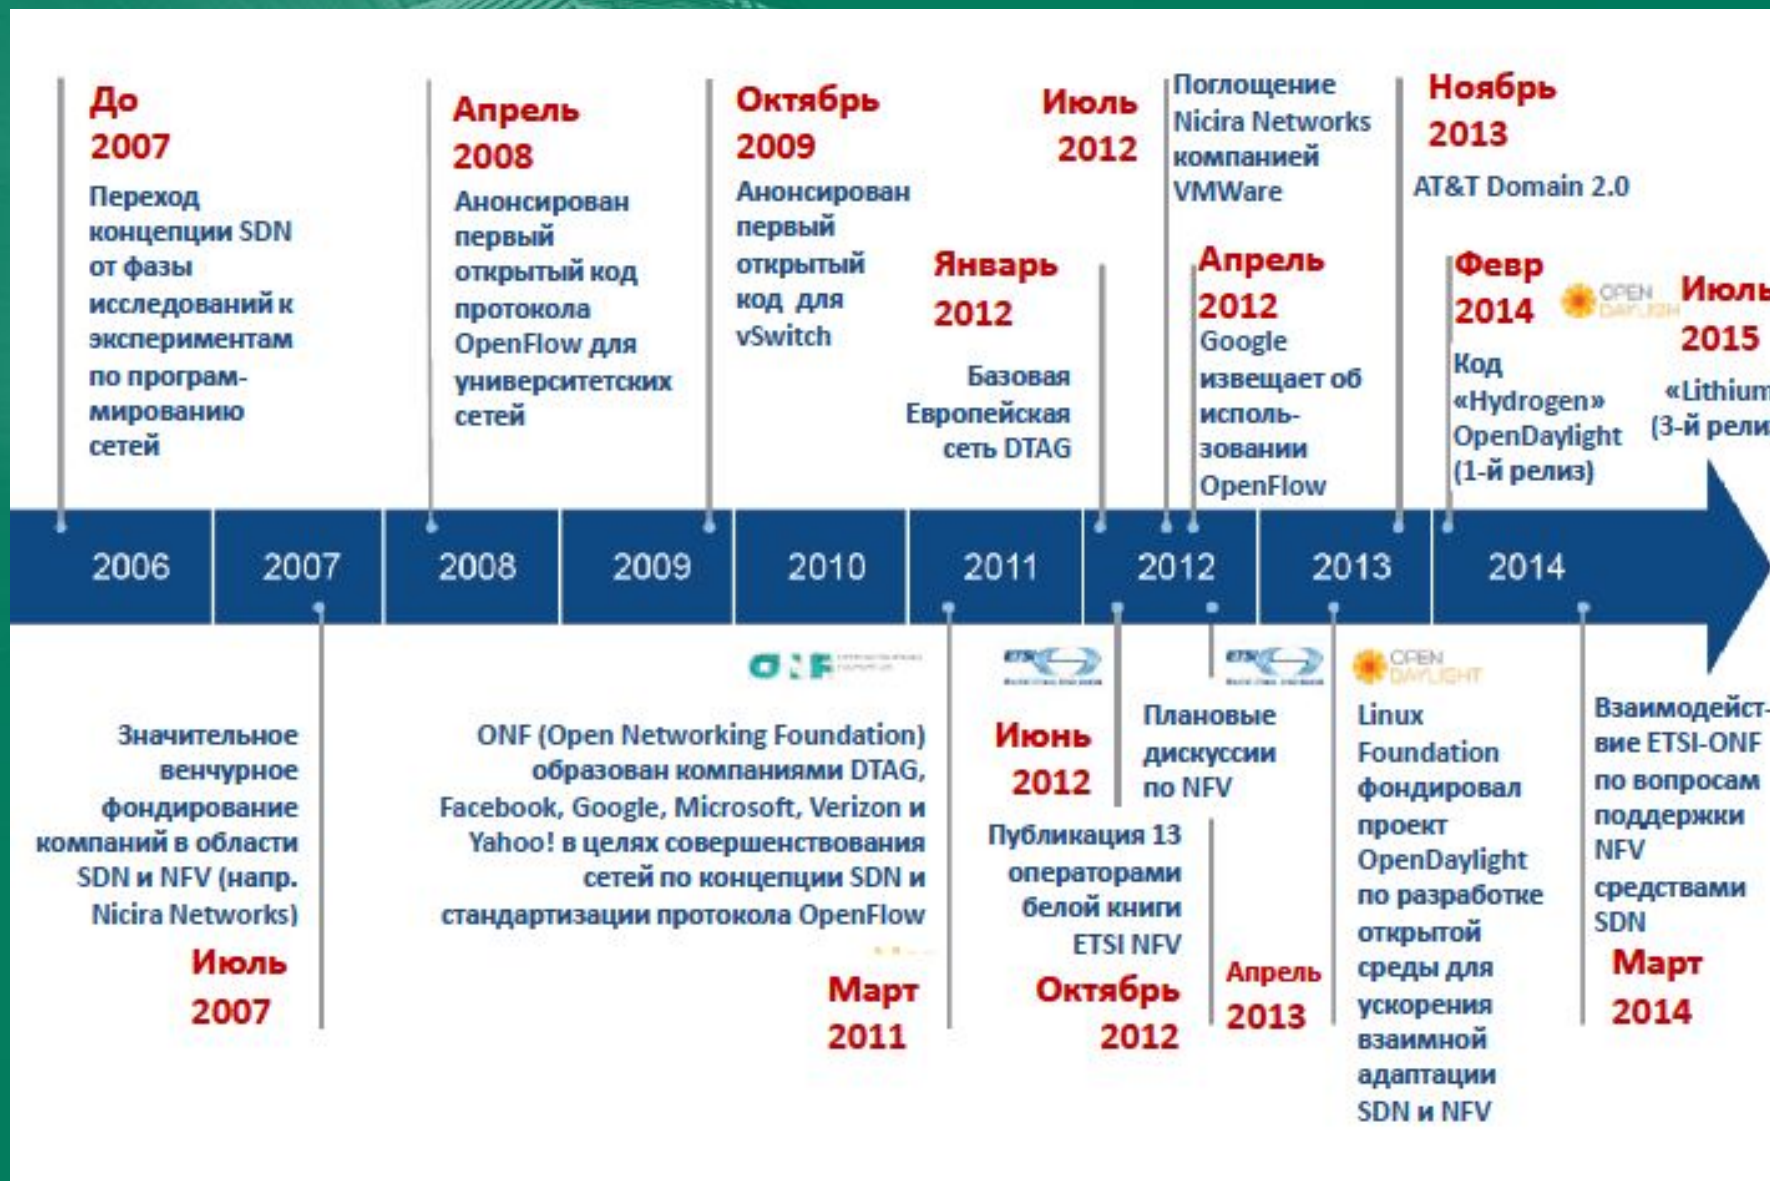 До
2007
Переход
концепции SDN
от фазы
исследований к
экспериментам
по програм-
мированию
сетей
Апрель
2008
Анонсирован
первый
открытый код
протокола
OpenFlow для
университетских
сетей
Октябрь
2009
Анонсирован
первый
открытый
код для
vSwitch
Январь
2012
Базовая
Европейская
сеть DTAG
Июль
2012
Поглощение
Nicira Networks
компанией
VMWare
Апрель
2012
Google
извещает об
исполь-
зовании
OpenFlow
Ноябрь
2013
AT&T Domain 2.0
Февр
2014
Код
«Hydrogen»
OpenDaylight
(1-й релиз)
OPEN
DAYLIGH
Июль
2015
«Lithium
(3-й релиз
2006 2007 2008 2009 2010 2011 2012 2013 2014
Значительное
венчурное
фондирование
компаний в области
SDN и NFV (напр.
Nicira Networks)
Июль
2007
ONF
ONF (Open Networking Foundation)
образован компаниями DTAG,
Facebook, Google, Microsoft, Verizon и
Yahoo! в целях совершенствования
сетей по концепции SDN и
стандартизации протокола OpenFlow
Март
2011
ETSI
Июнь
2012
Публикация 13
операторами
белой книги
ETSI NFV
Октябрь
2012
ETSI
Плановые
дискуссии
по NFV
Апрель
2013
OPEN
DAYLIGHT
Linux
Foundation
фондировал
проект
OpenDaylight
по разработке
открытой
среды для
ускорения
взаимной
адаптации
SDN и NFV
Взаимодейст-
вие ETSI-ONF
по вопросам
поддержки
NFV
средствами
SDN
Март
2014